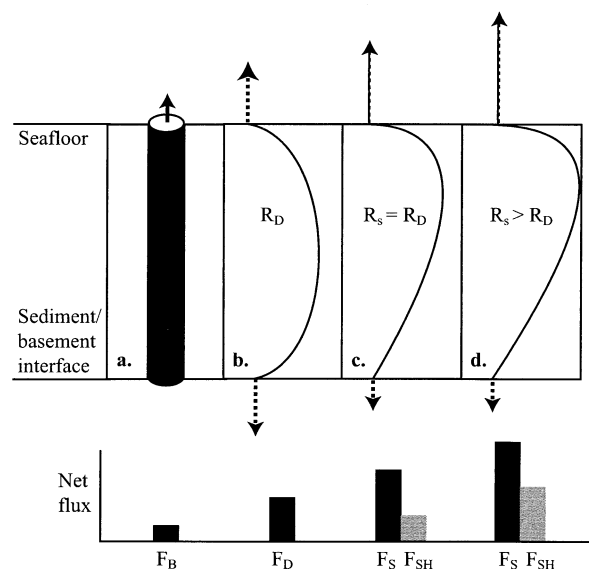 Seafloor
R_D
R_s = R_D
R_s > R_D
Sediment/
basement
interface
a.
b.
c.
d.
Net
flux
F_B
F_D
F_S F_SH
F_S F_SH